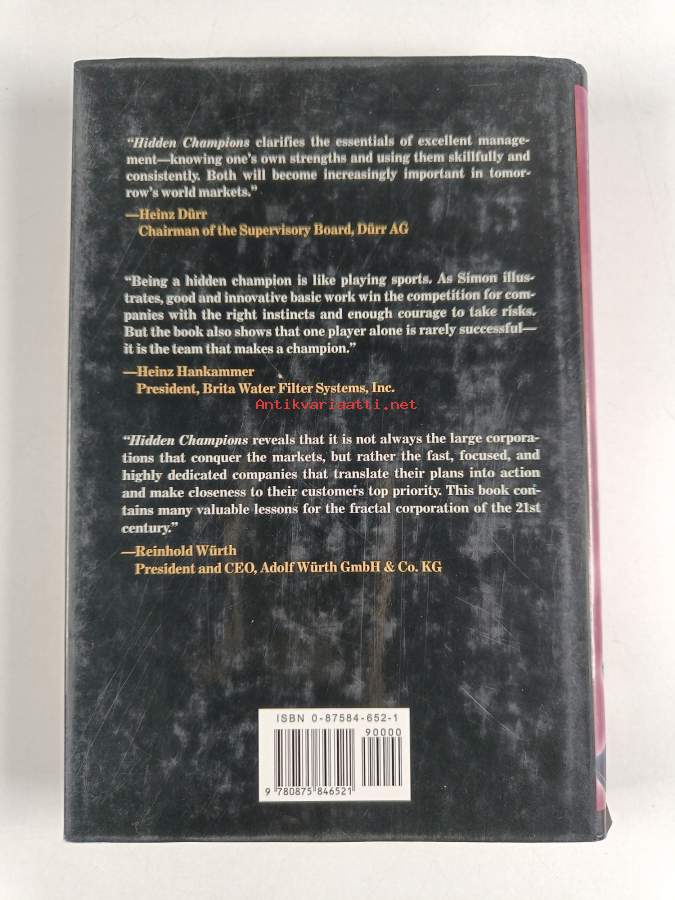 “Hidden Champions clarifies the essentials of excellent manage-
ment—knowing one’s own strengths and using them skillfully and
consistently. Both will become increasingly important in tomor-
row’s world markets.”
—Heinz Dürr
Chairman of the Supervisory Board, Dürr AG
“Being a hidden champion is like playing sports. As Simon illus-
trates, good and innovative basic work win the competition for com-
panies with the right instincts and enough courage to take risks.
But the book also shows that one player alone is rarely successful—
it is the team that makes a champion.”
—Heinz Hankammer
President, Brita Water Filter Systems, Inc.
Antikvariaatti.net
“Hidden Champions reveals that it is not always the large corpora-
tions that conquer the markets, but rather the fast, focused, and
highly dedicated companies that translate their plans into action
and make closeness to their customers top priority. This book con-
tains many valuable lessons for the fractal corporation of the 21st
century.”
—Reinhold Würth
President and CEO, Adolf Würth GmbH & Co. KG
ISBN 0-87584-652-1
90000
9 780875 846521